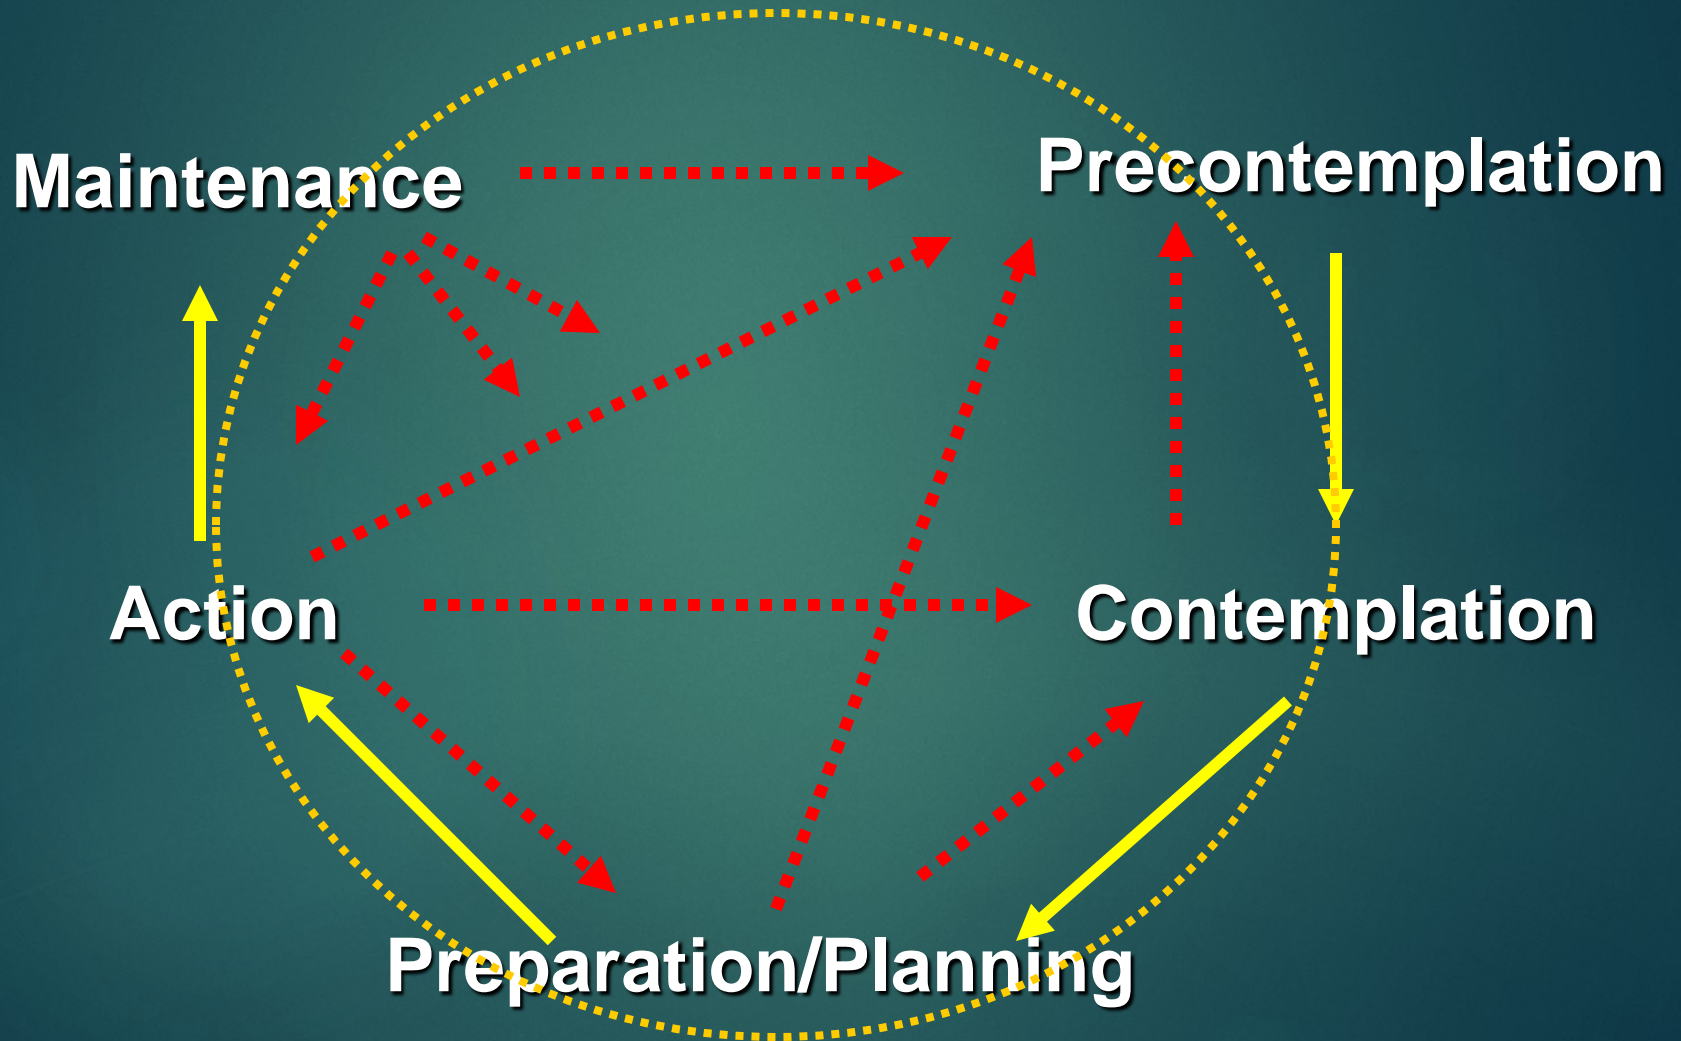 Maintenance
Precontemplation
Action
Contemplation
Preparation/Planning